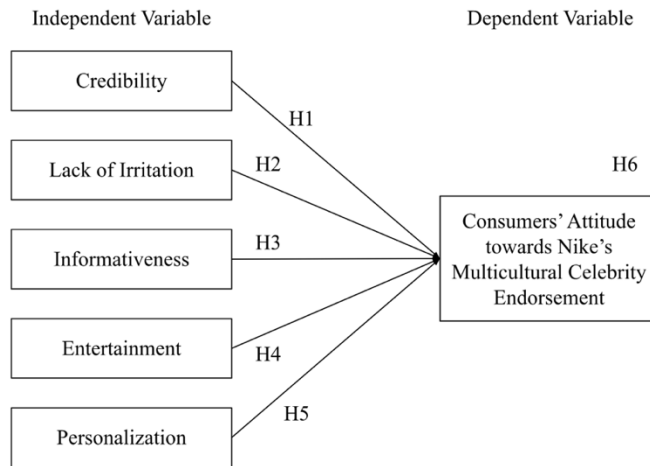 Independent Variable
Dependent Variable
Credibility
H1
Lack of Irritation
H2
H6
Informativeness
H3
Consumers' Attitude
towards Nike's
Multicultural Celebrity
Endorsement
Entertainment
H4
Personalization
H5